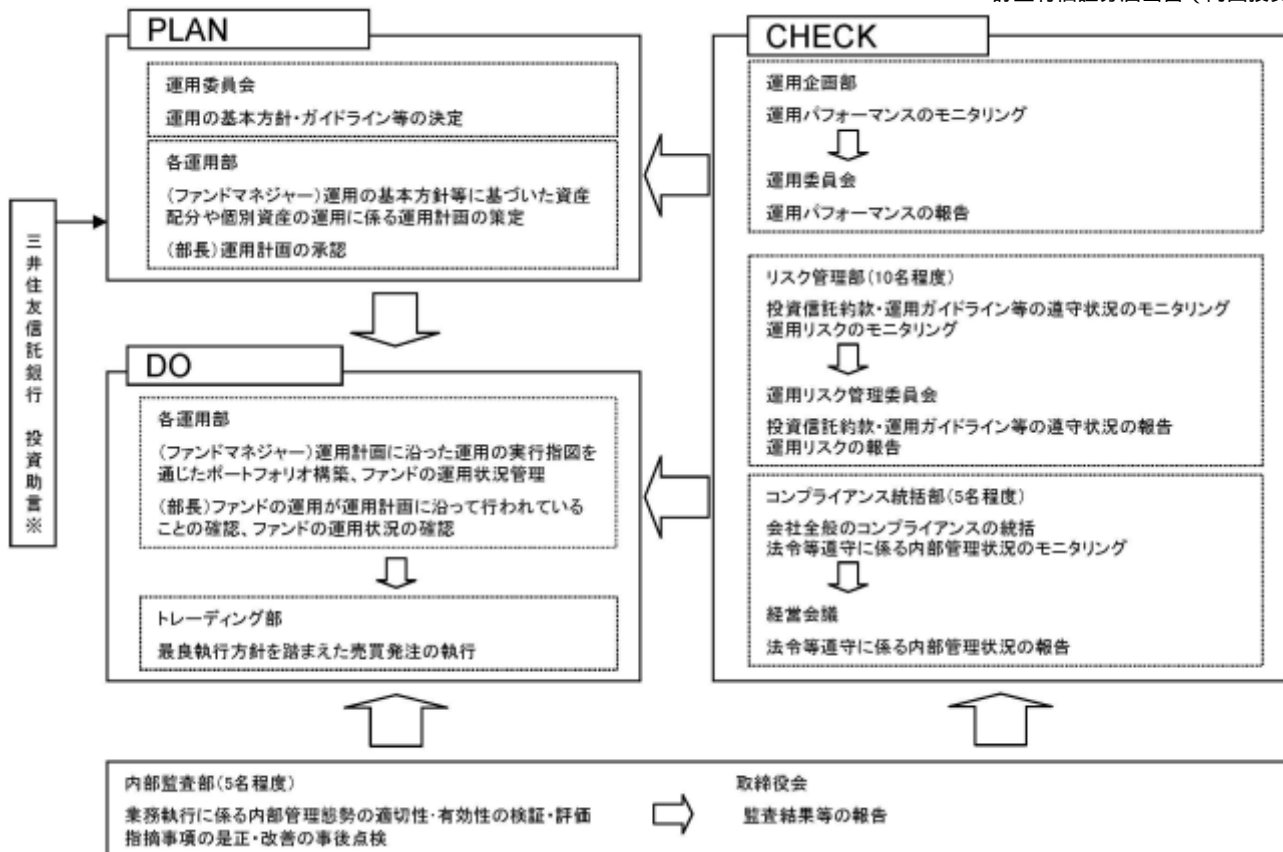 PLAN
運用委員会
運用の基本方針・ガイドライン等の決定
各運用部
(ファンドマネジャー)運用の基本方針等に基づいた資産
配分や個別資産の運用に係る運用計画の策定
(部長)運用計画の承認
三井住友信託銀行 投資助言※
DO
各運用部
(ファンドマネジャー)運用計画に沿った運用の実行指図を
通じたポートフォリオ構築、ファンドの運用状況管理
(部長)ファンドの運用が運用計画に沿って行われている
ことの確認、ファンドの運用状況の確認
トレーディング部
最良執行方針を踏まえた売買発注の執行
CHECK
運用企画部
運用パフォーマンスのモニタリング
運用委員会
運用パフォーマンスの報告
リスク管理部(10名程度)
投資信託約款・運用ガイドライン等の遵守状況のモニタリング
運用リスクのモニタリング
運用リスク管理委員会
投資信託約款・運用ガイドライン等の遵守状況の報告
運用リスクの報告
コンプライアンス統括部(5名程度)
会社全般のコンプライアンスの統括
法令等遵守に係る内部管理状況のモニタリング
経営会議
法令等遵守に係る内部管理状況の報告
内部監査部(5名程度)
業務執行に係る内部管理態勢の適切性・有効性の検証・評価
指摘事項の是正・改善の事後点検
取締役会
監査結果等の報告